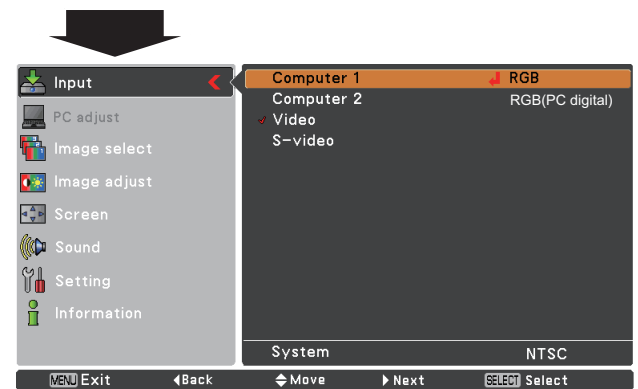 Input
PC adjust
Image select
Image adjust
Screen
Sound
Setting
Information
Computer 1 RGB
Computer 2 RGB(PC digital)
Video
S-video
System NTSC
MENU Exit Back Move Next SELECT Select